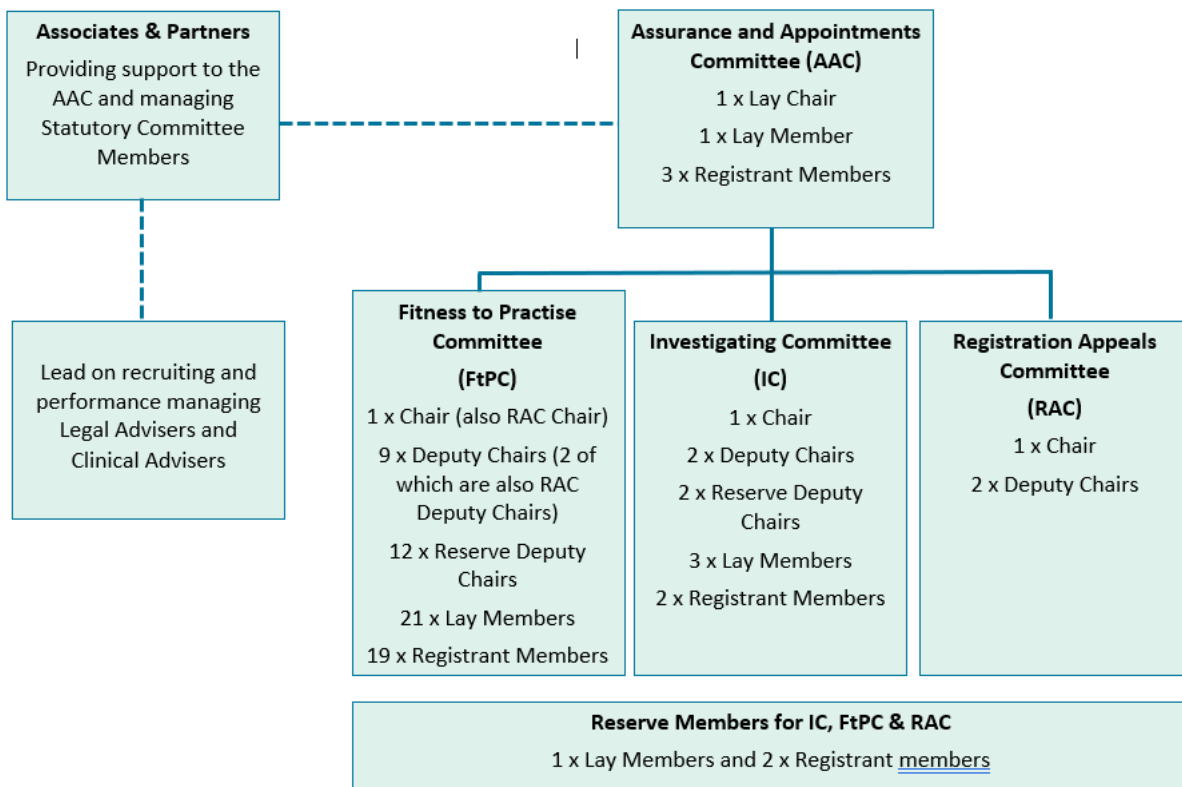 Associates & Partners
Providing support to the
AAC and managing
Statutory Committee
Members
Assurance and Appointments
Committee (AAC)
1 x Lay Chair
1 x Lay Member
3 x Registrant Members
Lead on recruiting and
performance managing
Legal Advisers and
Clinical Advisers
Fitness to Practise
Committee
(FtPC)
1 x Chair (also RAC Chair)
9 x Deputy Chairs (2 of
which are also RAC
Deputy Chairs)
12 x Reserve Deputy
Chairs
21 x Lay Members
19 x Registrant Members
Investigating Committee
(IC)
1 x Chair
2 x Deputy Chairs
2 x Reserve Deputy
Chairs
3 x Lay Members
2 x Registrant Members
Registration Appeals
Committee
(RAC)
1 x Chair
2 x Deputy Chairs
Reserve Members for IC, FtPC & RAC
1 x Lay Members and 2 x Registrant members